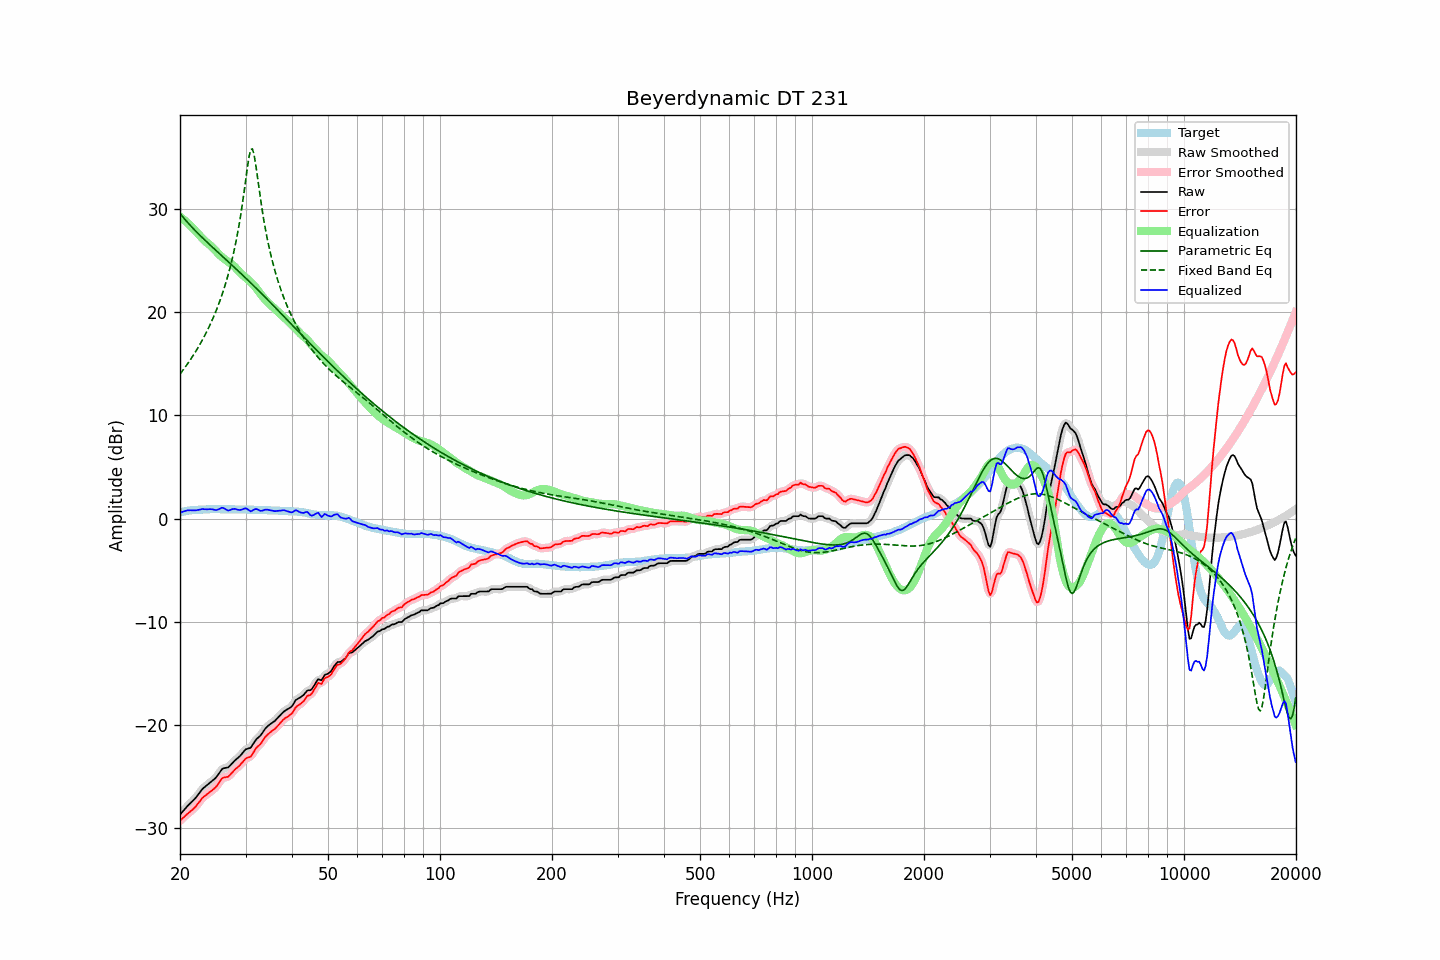 Beyerdynamic DT 231
Target
Raw Smoothed
Error Smoothed
Raw
Error
Equalization
Parametric Eq
Fixed Band Eq
Equalized
30
20
10
0
−10
−20
−30
Amplitude (dBr)
20 50 100 200 500 1000 2000 5000 10000 20000
Frequency (Hz)